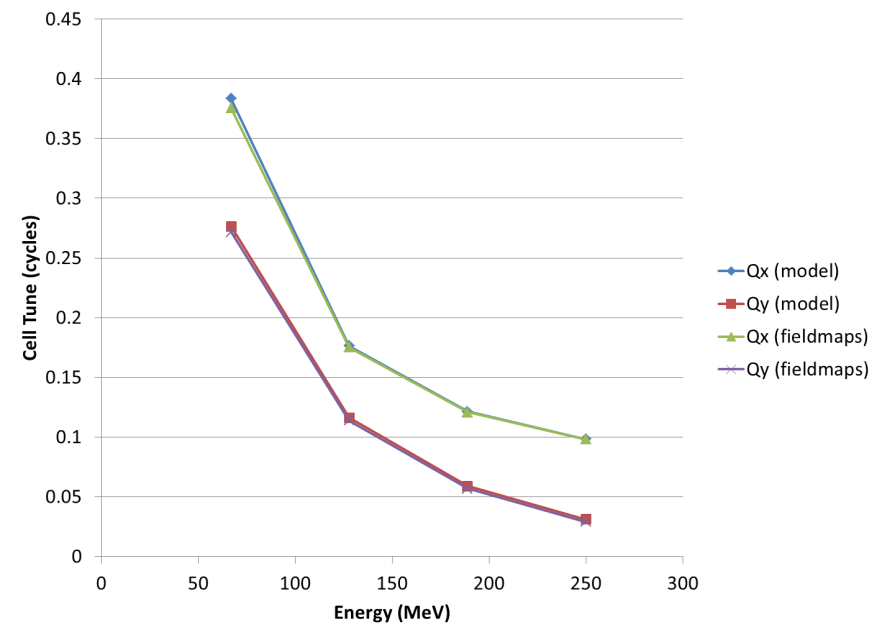 0.45
0.4
0.35
0.3
0.25
0.2
0.15
0.1
0.05
0
Cell Tune (cycles)
0 50 100 150 200 250 300
Energy (MeV)
Qx (model)
Qy (model)
Qx (fieldmaps)
Qy (fieldmaps)